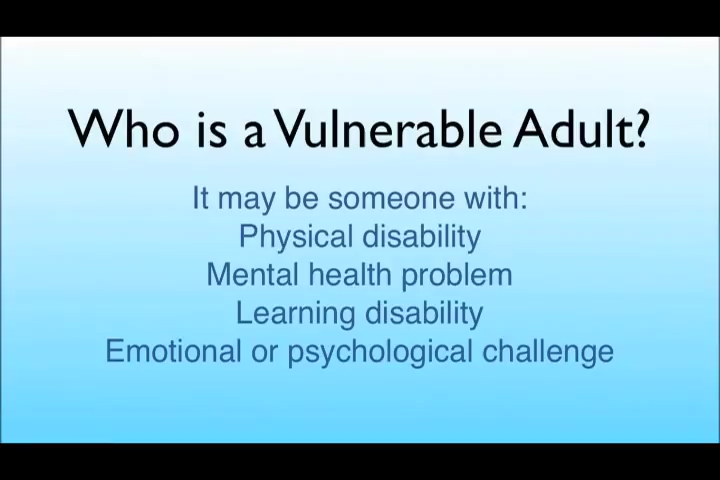 Who is a Vulnerable Adult?
It may be someone with:
Physical disability
Mental health problem
Learning disability
Emotional or psychological challenge